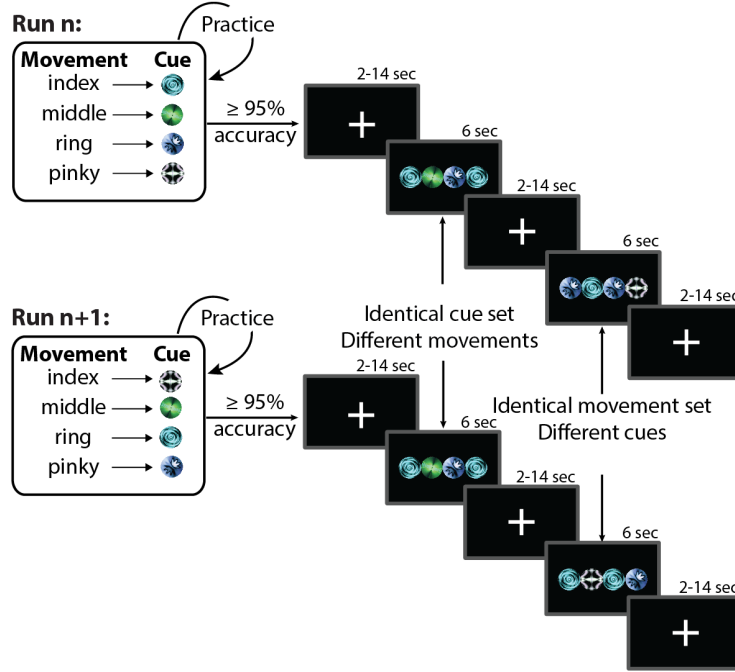 Run n:
Practice
Movement Cue
index
middle
ring
pinky
≥ 95%
accuracy
2-14 sec
6 sec
2-14 sec
6 sec
2-14 sec
Identical cue set
Different movements
Identical movement set
Different cues
Run n+1:
Practice
Movement Cue
index
middle
ring
pinky
≥ 95%
accuracy
2-14 sec
6 sec
2-14 sec
6 sec
2-14 sec